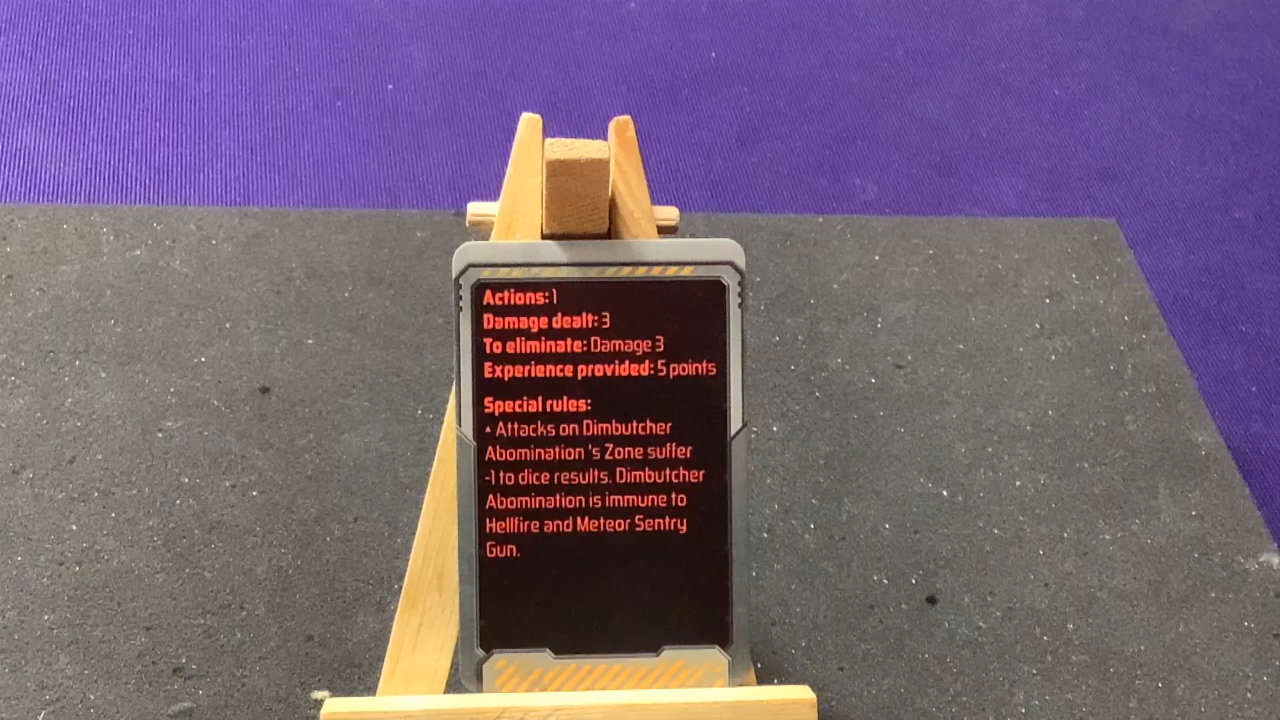 Actions: 1
Damage dealt: 3
To eliminate: Damage 3
Experience provided: 5 points
Special rules:
• Attacks on Dimbutcher
Abomination 's Zone suffer
-1 to dice results. Dimbutcher
Abomination is immune to
Hellfire and Meteor Sentry
Gun.